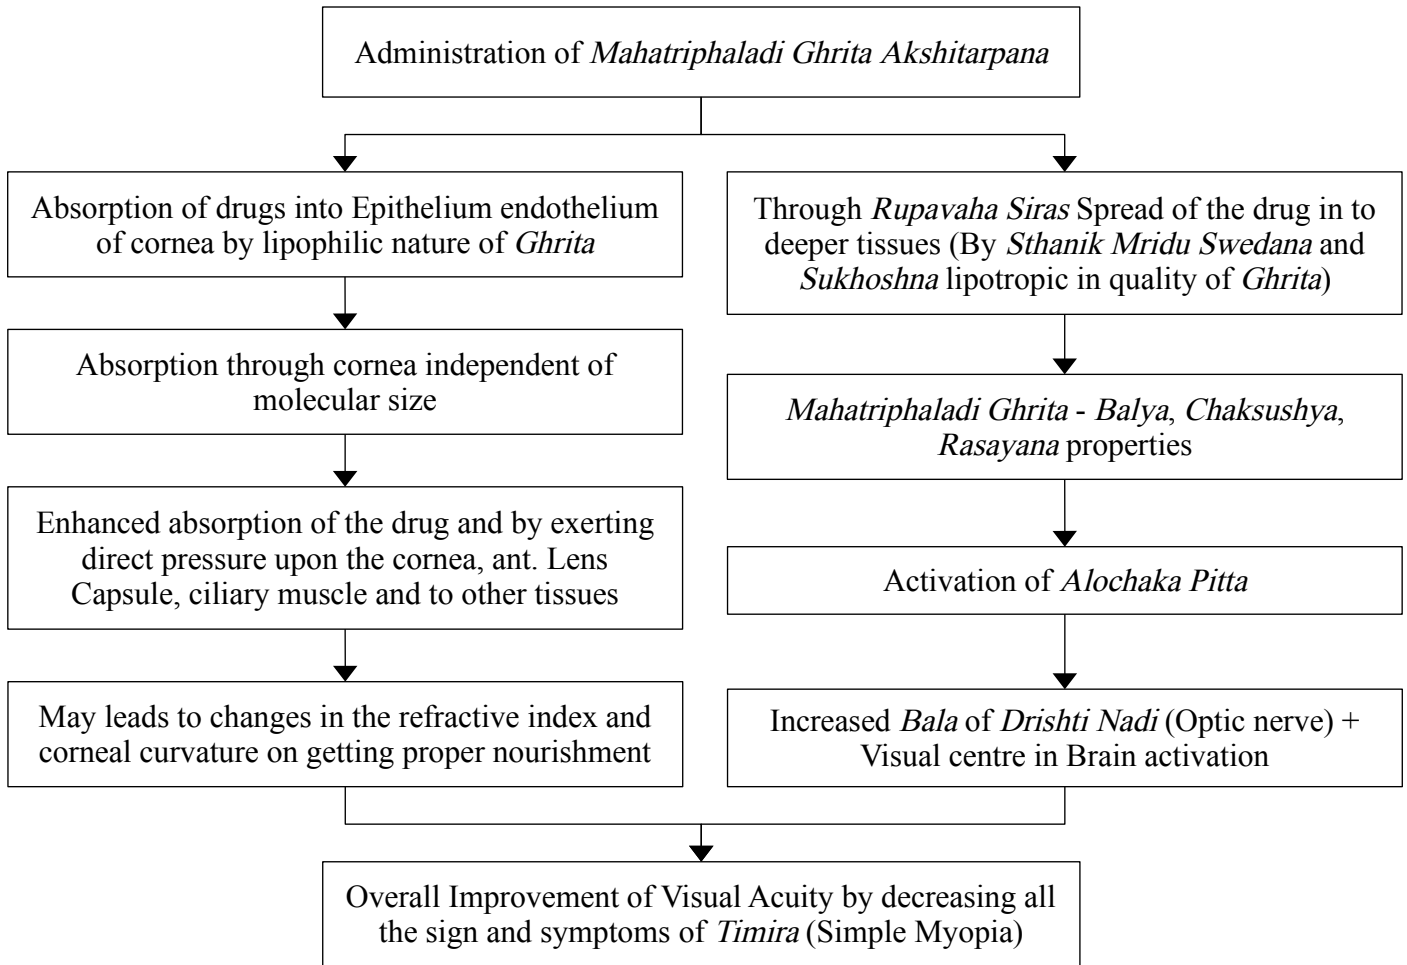 Administration of Mahatriphaladi Ghrita Akshitarpana
Absorption of drugs into Epithelium endothelium
of cornea by lipophilic nature of Ghrita
Absorption through cornea independent of
molecular size
Enhanced absorption of the drug and by exerting
direct pressure upon the cornea, ant. Lens
Capsule, ciliary muscle and to other tissues
May leads to changes in the refractive index and
corneal curvature on getting proper nourishment
Through Rupavaha Siras Spread of the drug in to
deeper tissues (By Sthanik Mridu Swedana and
Sukhoshna lipotropic in quality of Ghrita)
Mahatriphaladi Ghrita - Balya, Chaksushya,
Rasayana properties
Activation of Alochaka Pitta
Increased Bala of Drishti Nadi (Optic nerve) +
Visual centre in Brain activation
Overall Improvement of Visual Acuity by decreasing all
the sign and symptoms of Timira (Simple Myopia)